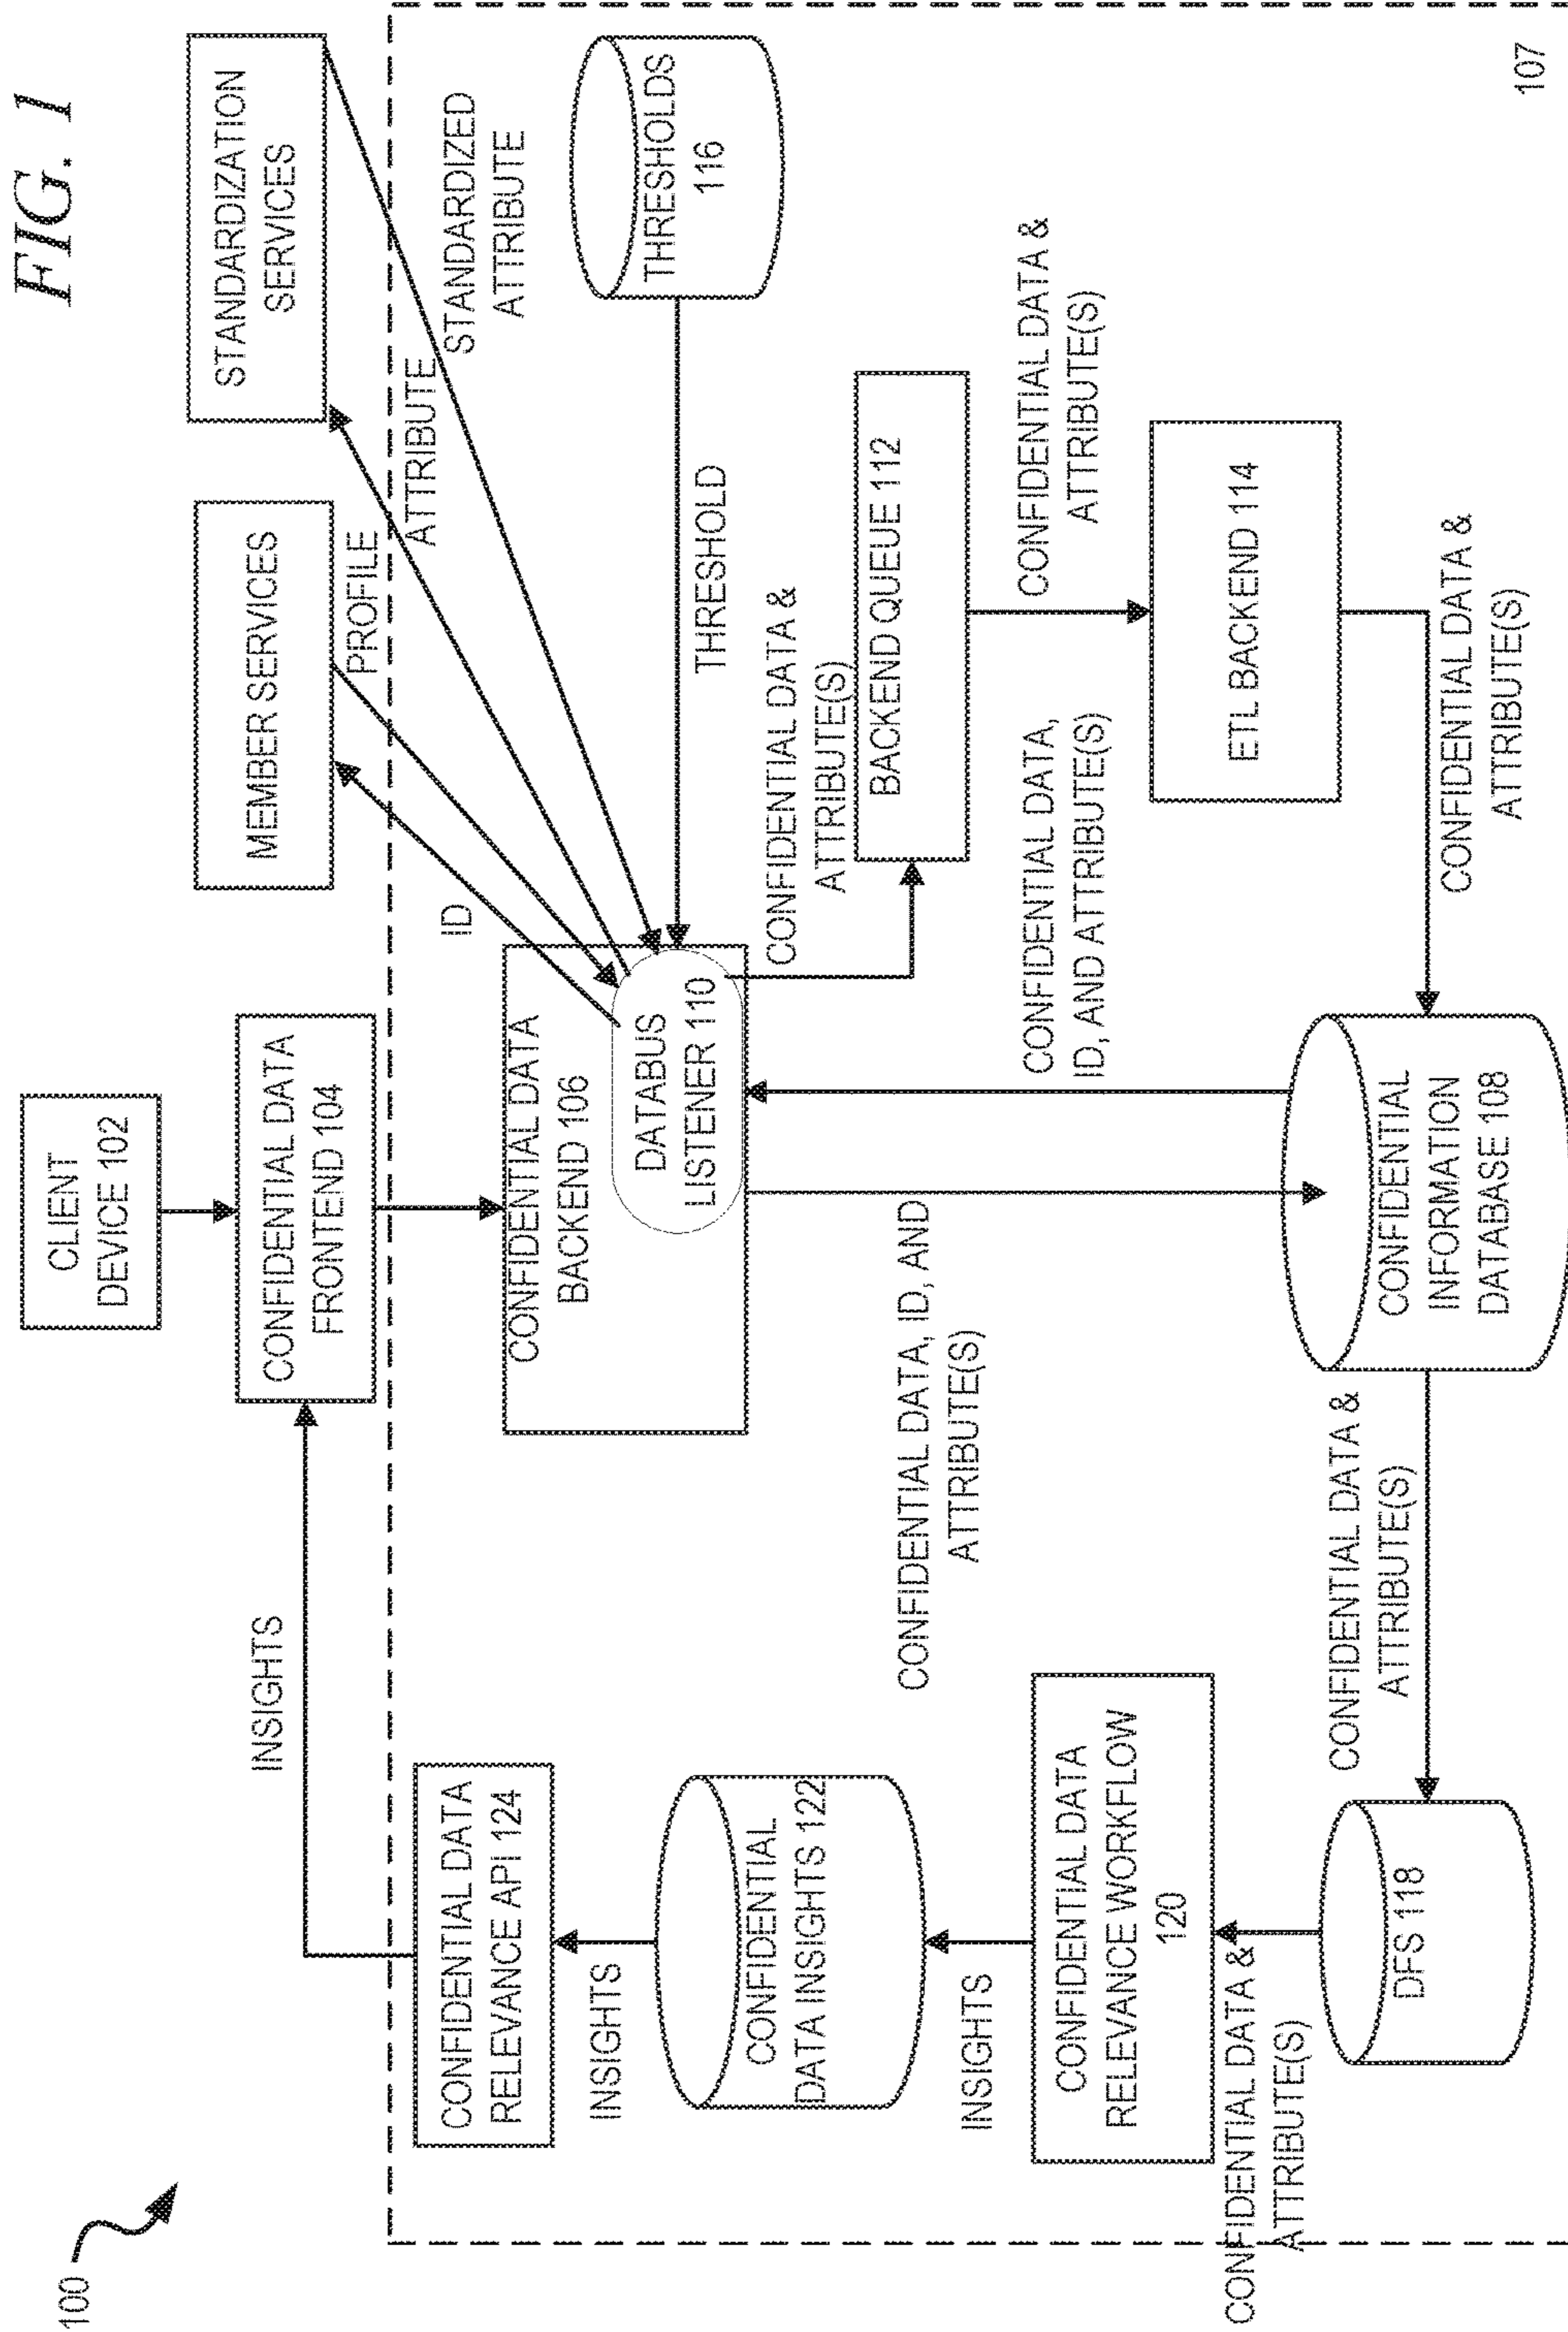 FIG. 1
100
CLIENT
DEVICE 102
INSIGHTS
CONFIDENTIAL DATA
FRONTEND 104
MEMBER SERVICES
STANDARDIZATION
SERVICES
ID
PROFILE
ATTRIBUTE
STANDARDIZED
ATTRIBUTE
CONFIDENTIAL DATA
RELEVANCE API 124
CONFIDENTIAL DATA
BACKEND 106
DATABUS
LISTENER 110
THRESHOLD
THRESHOLDS
116
INSIGHTS
CONFIDENTIAL
DATA INSIGHTS 122
CONFIDENTIAL DATA &
ATTRIBUTE(S)
BACKEND QUEUE 112
CONFIDENTIAL DATA, ID, AND
ATTRIBUTE(S)
CONFIDENTIAL DATA,
ID, AND ATTRIBUTE(S)
CONFIDENTIAL DATA &
ATTRIBUTE(S)
INSIGHTS
CONFIDENTIAL DATA
RELEVANCE WORKFLOW
120
ETL BACKEND 114
CONFIDENTIAL DATA &
ATTRIBUTE(S)
CONFIDENTIAL DATA &
ATTRIBUTE(S)
CONFIDENTIAL DATA &
ATTRIBUTE(S)
DFS 118
CONFIDENTIAL
INFORMATION
DATABASE 108
107